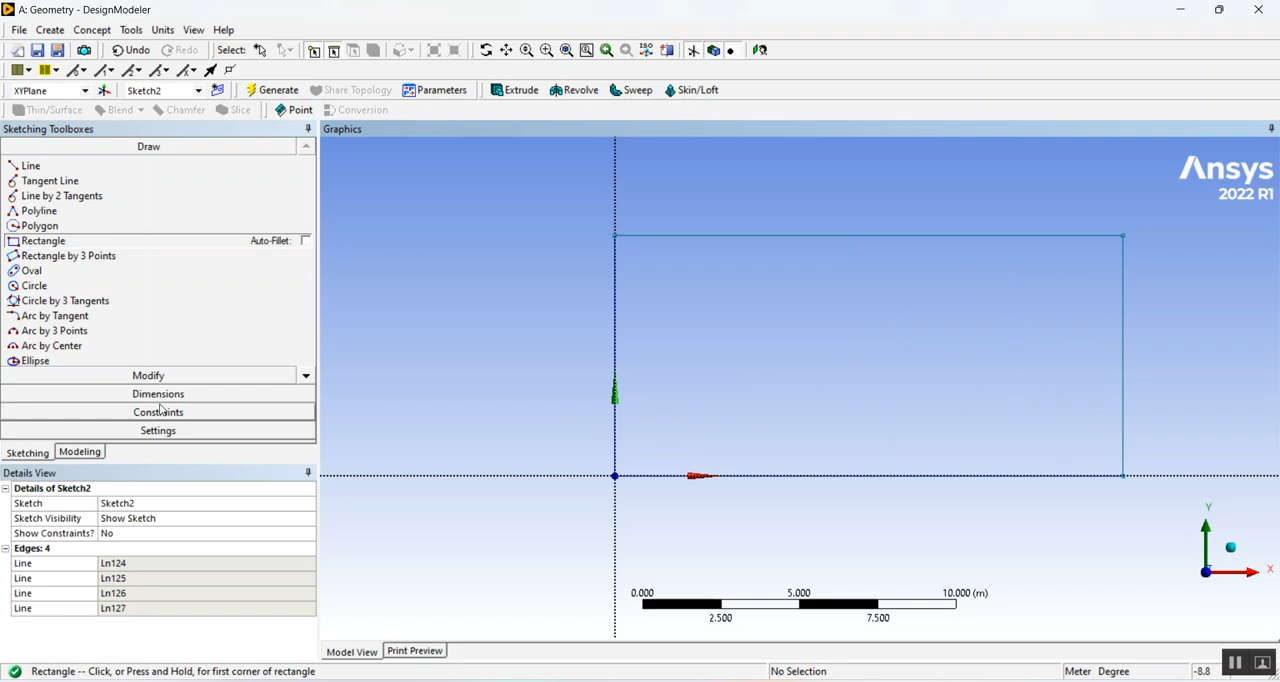 A: Geometry - DesignModeler
File Create Concept Tools Units View Help
Undo Redo Select: ISO
XYPlane Sketch2 Generate Share Topology Parameters Extrude Revolve Sweep Skin/Loft
Thin/Surface Blend Chamfer Slice Point Conversion
Sketching Toolboxes Graphics
Draw
Line
Tangent Line
Line by 2 Tangents
Polyline
Polygon
Rectangle Auto-Fillet:
Rectangle by 3 Points
Oval
Circle
Circle by 3 Tangents
Arc by Tangent
Arc by 3 Points
Arc by Center
Ellipse
Modify
Dimensions
Constraints
Settings
Sketching Modeling
Details View
Details of Sketch2
Sketch Sketch2
Sketch Visibility Show Sketch
Show Constraints? No
Edges: 4
Line Ln124
Line Ln125
Line Ln126
Line Ln127
Ansys
2022 R1
Y
X
0.000 5.000 10.000 (m)
2.500 7.500
Model View Print Preview
Rectangle -- Click, or Press and Hold, for first corner of rectangle No Selection Meter Degree -8.8